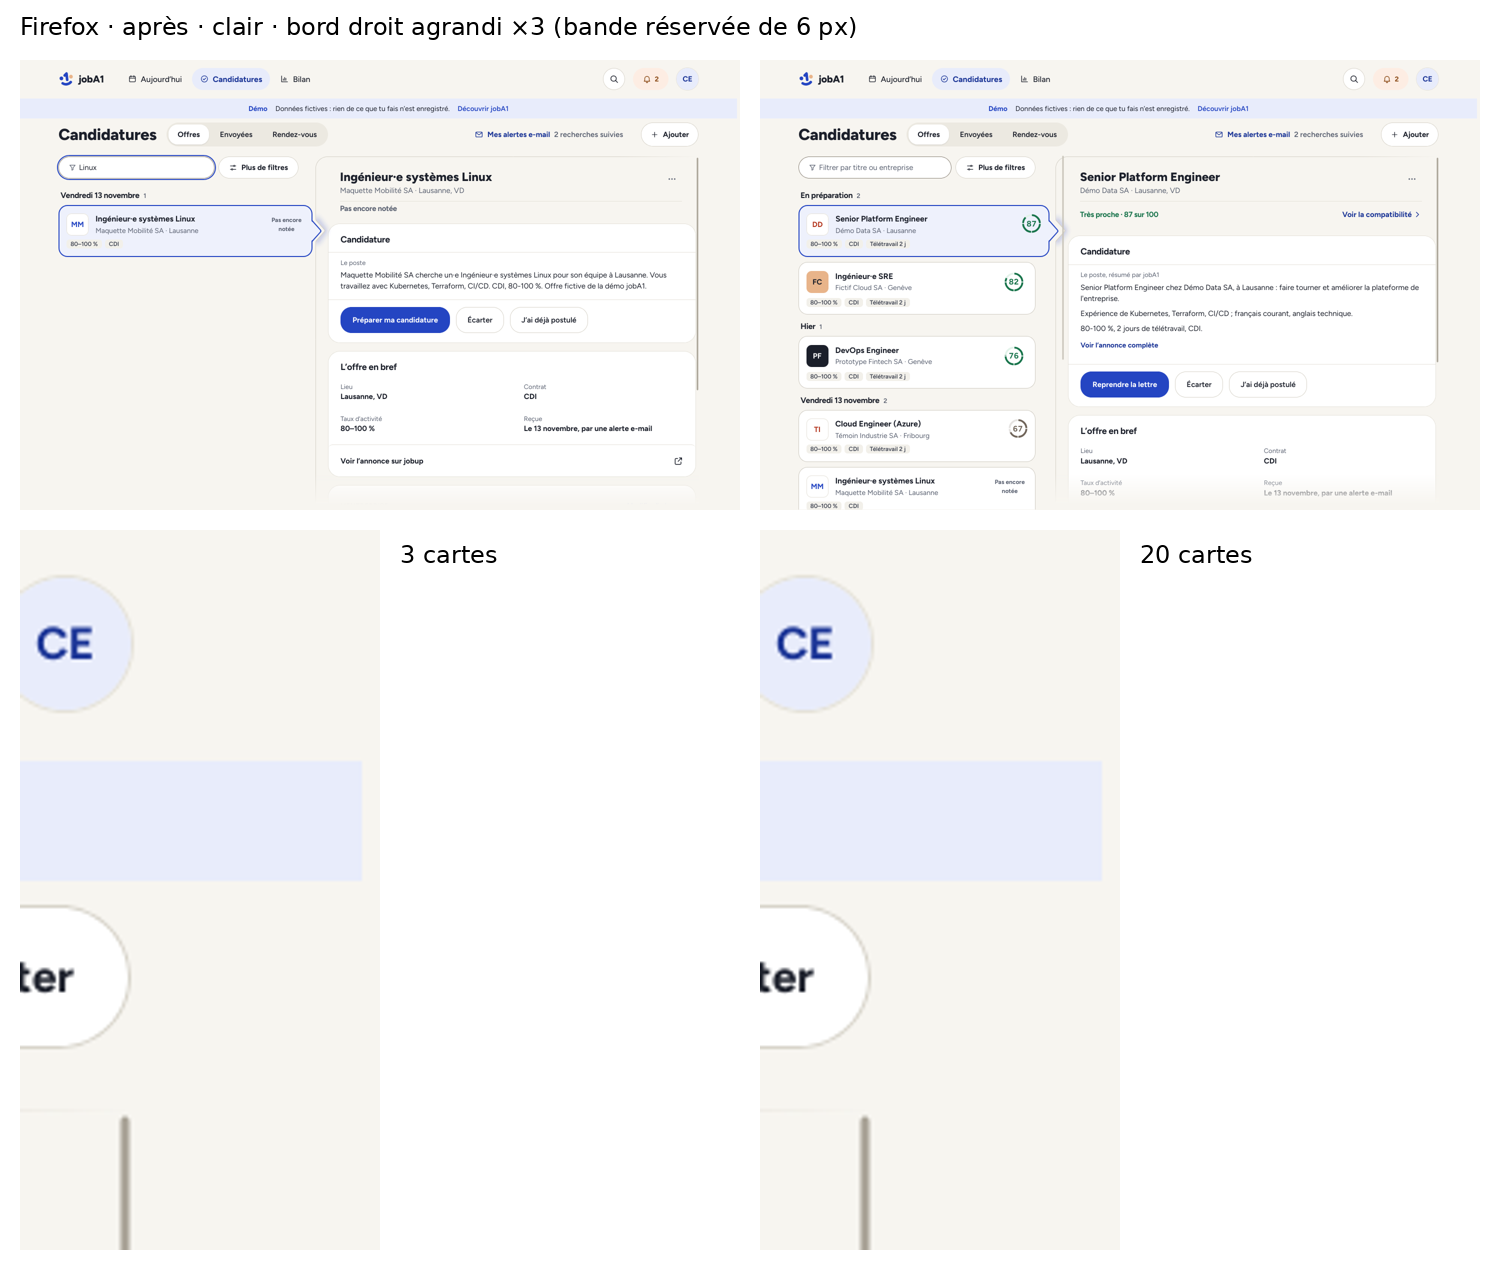 Firefox · après · clair · bord droit agrandi ×3 (bande réservée de 6 px)
jobA1 Aujourd'hui Candidatures Bilan 2 CE
Démo Données fictives : rien de ce que tu fais n'est enregistré. Découvrir jobA1
Candidatures Offres Envoyées Rendez-vous Mes alertes e-mail 2 recherches suivies + Ajouter
Linux Plus de filtres
Vendredi 13 novembre 1
MM Ingénieur·e systèmes Linux Pas encore notée
Maquette Mobilité SA · Lausanne
80–100 % CDI
Ingénieur·e systèmes Linux ...
Maquette Mobilité SA · Lausanne, VD
Pas encore notée
Candidature
Le poste
Maquette Mobilité SA cherche un·e Ingénieur·e systèmes Linux pour son équipe à Lausanne. Vous
travaillez avec Kubernetes, Terraform, CI/CD. CDI, 80-100 %. Offre fictive de la démo jobA1.
Préparer ma candidature Écarter J'ai déjà postulé
L'offre en bref
Lieu Contrat
Lausanne, VD CDI
Taux d'activité Reçue
80–100 % Le 13 novembre, par une alerte e-mail
Voir l'annonce sur jobup
jobA1 Aujourd'hui Candidatures Bilan 2 CE
Démo Données fictives : rien de ce que tu fais n'est enregistré. Découvrir jobA1
Candidatures Offres Envoyées Rendez-vous Mes alertes e-mail 2 recherches suivies + Ajouter
Filtrer par titre ou entreprise Plus de filtres
En préparation 2
DD Senior Platform Engineer 87
Démo Data SA · Lausanne
80–100 % CDI Télétravail 2 j
FC Ingénieur·e SRE 82
Fictif Cloud SA · Genève
80–100 % CDI Télétravail 2 j
Hier 1
PF DevOps Engineer 76
Prototype Fintech SA · Genève
80–100 % CDI Télétravail 2 j
Vendredi 13 novembre 2
TI Cloud Engineer (Azure) 67
Témoin Industrie SA · Fribourg
80–100 % CDI Télétravail 2 j
MM Ingénieur·e systèmes Linux Pas encore notée
Maquette Mobilité SA · Lausanne
80–100 % CDI
Senior Platform Engineer ...
Démo Data SA · Lausanne, VD
Très proche · 87 sur 100 Voir la compatibilité
Candidature
Le poste, résumé par jobA1
Senior Platform Engineer chez Démo Data SA, à Lausanne : faire tourner et améliorer la plateforme de
l'entreprise.
Expérience de Kubernetes, Terraform, CI/CD ; français courant, anglais technique.
80-100 %, 2 jours de télétravail, CDI.
Voir l'annonce complète
Reprendre la lettre Écarter J'ai déjà postulé
L'offre en bref
Lieu Contrat
Lausanne, VD CDI
Taux d'activité Reçue
80–100 % Le 13 novembre, par une alerte e-mail
3 cartes
CE
ter
20 cartes
CE
ter